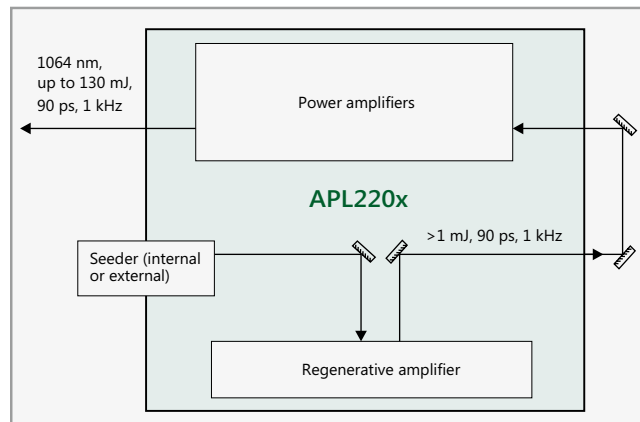 1064 nm,
up to 130 mJ,
90 ps, 1 kHz
Power amplifiers
APL220x
>1 mJ, 90 ps, 1 kHz
Seeder (internal
or external)
Regenerative amplifier